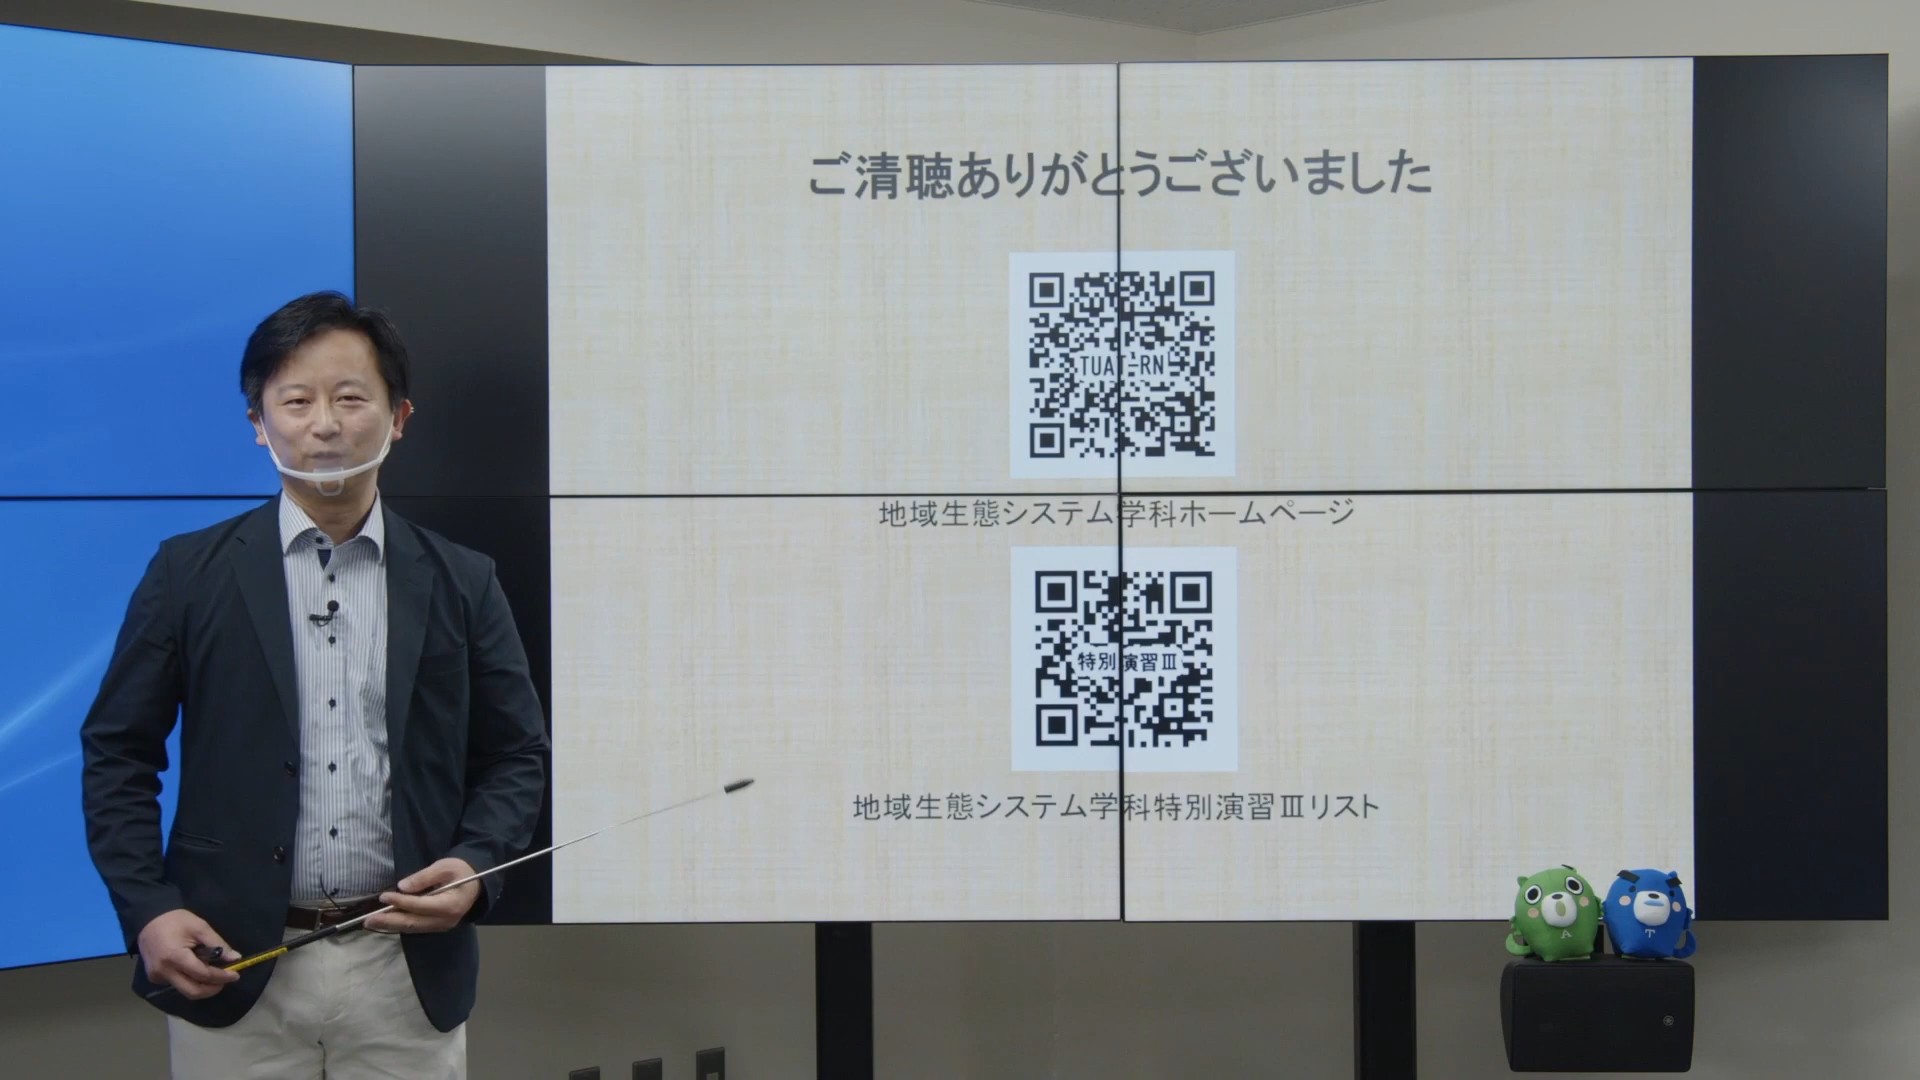 ご清聴ありがとうございました
TUAT-RN
地域生態システム学科ホームページ
特別演習Ⅲ
地域生態システム学科特別演習Ⅲリスト
A
T